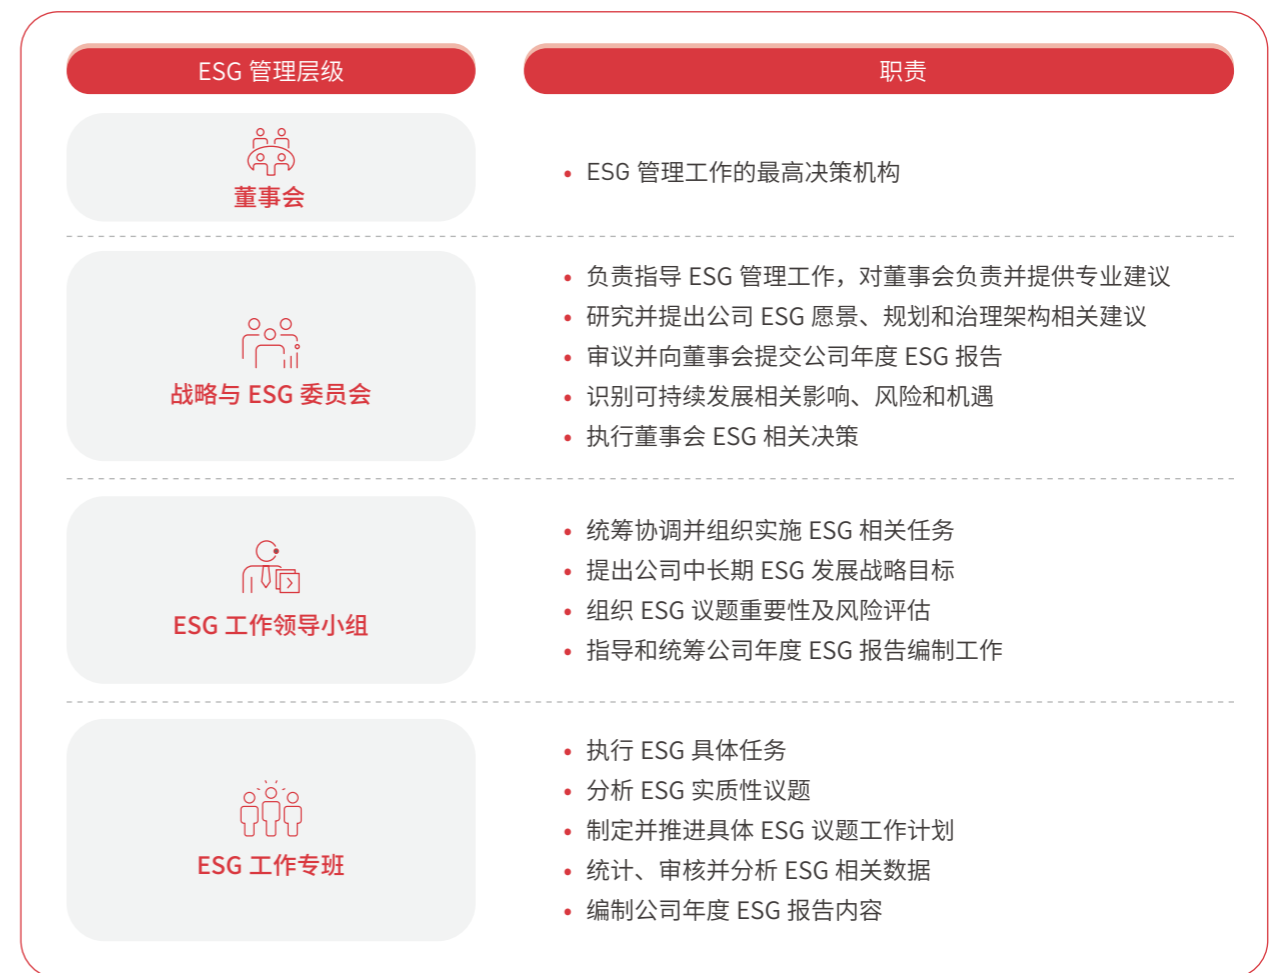 ESG 管理层级
职责
董事会
• ESG 管理工作的最高决策机构
战略与 ESG 委员会
• 负责指导 ESG 管理工作，对董事会负责并提供专业建议
• 研究并提出公司 ESG 愿景、规划和治理架构相关建议
• 审议并向董事会提交公司年度 ESG 报告
• 识别可持续发展相关影响、风险和机遇
• 执行董事会 ESG 相关决策
ESG 工作领导小组
• 统筹协调并组织实施 ESG 相关任务
• 提出公司中长期 ESG 发展战略目标
• 组织 ESG 议题重要性及风险评估
• 指导和统筹公司年度 ESG 报告编制工作
ESG 工作专班
• 执行 ESG 具体任务
• 分析 ESG 实质性议题
• 制定并推进具体 ESG 议题工作计划
• 统计、审核并分析 ESG 相关数据
• 编制公司年度 ESG 报告内容